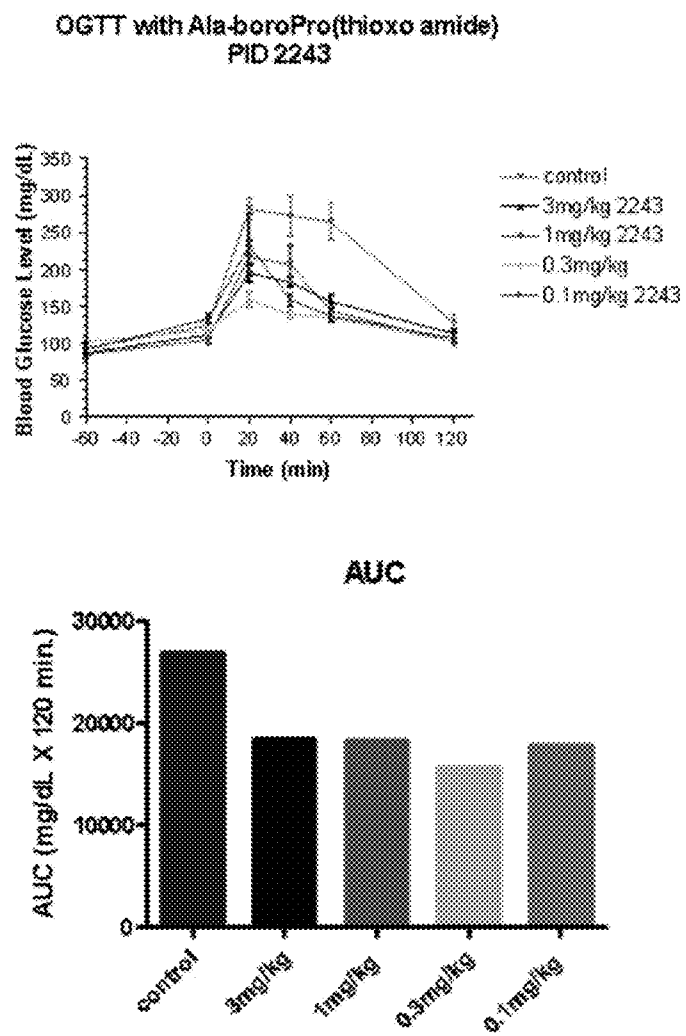 OGTT with Ala-boroPro(thioxo amide)
PID 2243
Blood Glucose Level (mg/dL)
350
300
250
200
150
100
50
0
-60 -40 -20 0 20 40 60 80 100 120
Time (min)
control
3mg/kg 2243
1mg/kg 2243
0.3mg/kg
0.1mg/kg 2243
AUC
AUC (mg/dL X 120 min.)
30000
20000
10000
0
control
3mg/kg
1mg/kg
0.3mg/kg
0.1mg/kg